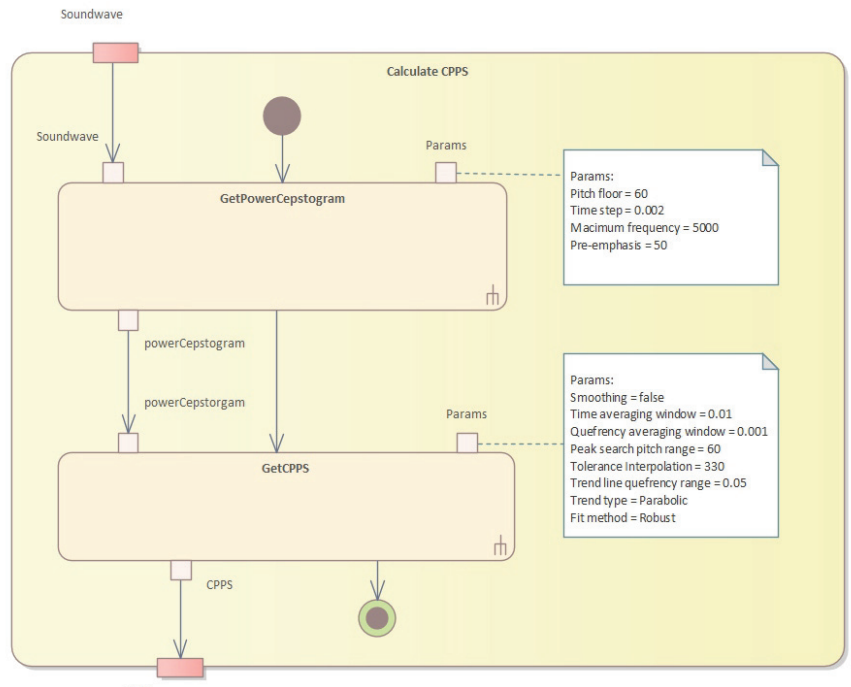 Soundwave
Calculate CPPS
Soundwave
Params
GetPowerCepstogram
Params:
Pitch floor = 60
Time step = 0.002
Macimum frequency = 5000
Pre-emphasis = 50
powerCepstogram
powerCepstorgam
Params
GetCPPS
Params:
Smoothing = false
Time averaging window = 0.01
Quefrency averaging window = 0.001
Peak search pitch range = 60
Tolerance Interpolation = 330
Trend line quefrency range = 0.05
Trend type = Parabolic
Fit method = Robust
CPPS